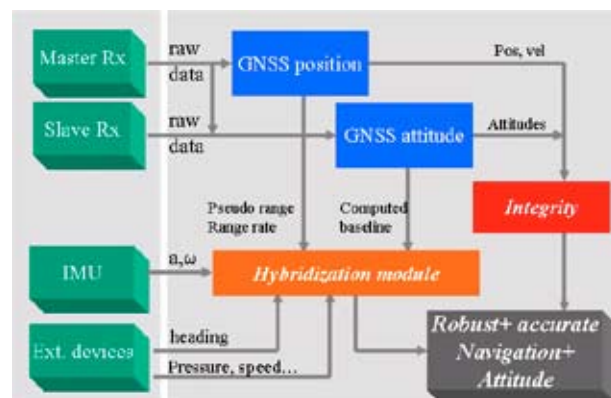 Master Rx
raw
data
GNSS position
Pos, vel
Slave Rx
raw
data
GNSS attitude
Attitudes
Pseudo range
Range rate
Computed
baseline
Integrity
IMU
a,ω
Hybridization module
Ext. devices
heading
Pressure, speed...
Robust+ accurate
Navigation+
Attitude